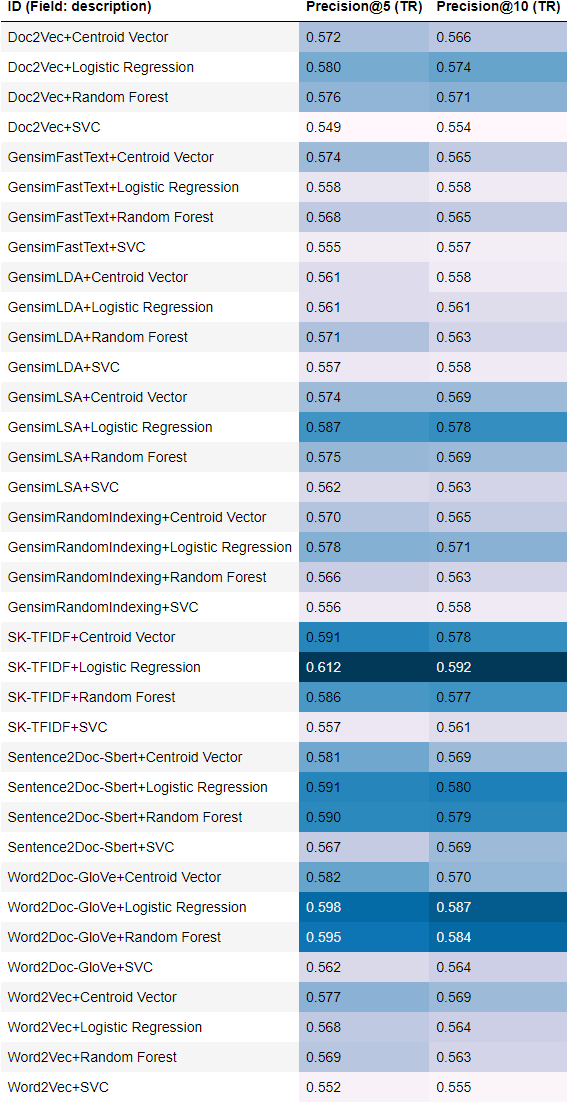 ID (Field: description) Precision@5 (TR) Precision@10 (TR)
Doc2Vec+Centroid Vector 0.572 0.566
Doc2Vec+Logistic Regression 0.580 0.574
Doc2Vec+Random Forest 0.576 0.571
Doc2Vec+SVC 0.549 0.554
GensimFastText+Centroid Vector 0.574 0.565
GensimFastText+Logistic Regression 0.558 0.558
GensimFastText+Random Forest 0.568 0.565
GensimFastText+SVC 0.555 0.557
GensimLDA+Centroid Vector 0.561 0.558
GensimLDA+Logistic Regression 0.561 0.561
GensimLDA+Random Forest 0.571 0.563
GensimLDA+SVC 0.557 0.558
GensimLSA+Centroid Vector 0.574 0.569
GensimLSA+Logistic Regression 0.587 0.578
GensimLSA+Random Forest 0.575 0.569
GensimLSA+SVC 0.562 0.563
GensimRandomIndexing+Centroid Vector 0.570 0.565
GensimRandomIndexing+Logistic Regression 0.578 0.571
GensimRandomIndexing+Random Forest 0.566 0.563
GensimRandomIndexing+SVC 0.556 0.558
SK-TFIDF+Centroid Vector 0.591 0.578
SK-TFIDF+Logistic Regression 0.612 0.592
SK-TFIDF+Random Forest 0.586 0.577
SK-TFIDF+SVC 0.557 0.561
Sentence2Doc-Sbert+Centroid Vector 0.581 0.569
Sentence2Doc-Sbert+Logistic Regression 0.591 0.580
Sentence2Doc-Sbert+Random Forest 0.590 0.579
Sentence2Doc-Sbert+SVC 0.567 0.569
Word2Doc-GloVe+Centroid Vector 0.582 0.570
Word2Doc-GloVe+Logistic Regression 0.598 0.587
Word2Doc-GloVe+Random Forest 0.595 0.584
Word2Doc-GloVe+SVC 0.562 0.564
Word2Vec+Centroid Vector 0.577 0.569
Word2Vec+Logistic Regression 0.568 0.564
Word2Vec+Random Forest 0.569 0.563
Word2Vec+SVC 0.552 0.555